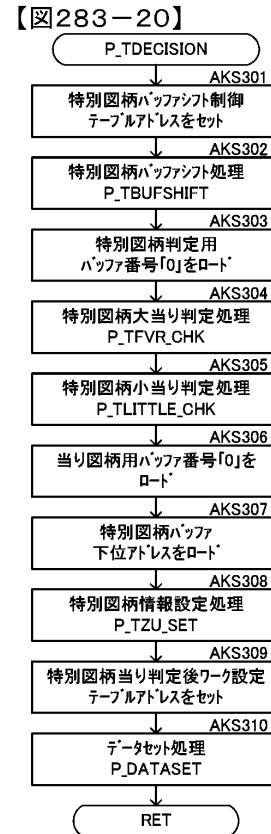 【図283－20】
P_TDECISION
AKS301
特別図柄バッファシフト制御
テーブルアドレスをセット
AKS302
特別図柄バッファシフト処理
P_TBUFSHIFT
AKS303
特別図柄判定用
バッファ番号「0」をロード
AKS304
特別図柄大当り判定処理
P_TFVR_CHK
AKS305
特別図柄小当り判定処理
P_TLITTLE_CHK
AKS306
当り図柄用バッファ番号「0」を
ロード
AKS307
特別図柄バッファ
下位アドレスをロード
AKS308
特別図柄情報設定処理
P_TZU_SET
AKS309
特別図柄当り判定後ワーク設定
テーブルアドレスをセット
AKS310
データセット処理
P_DATASET
RET